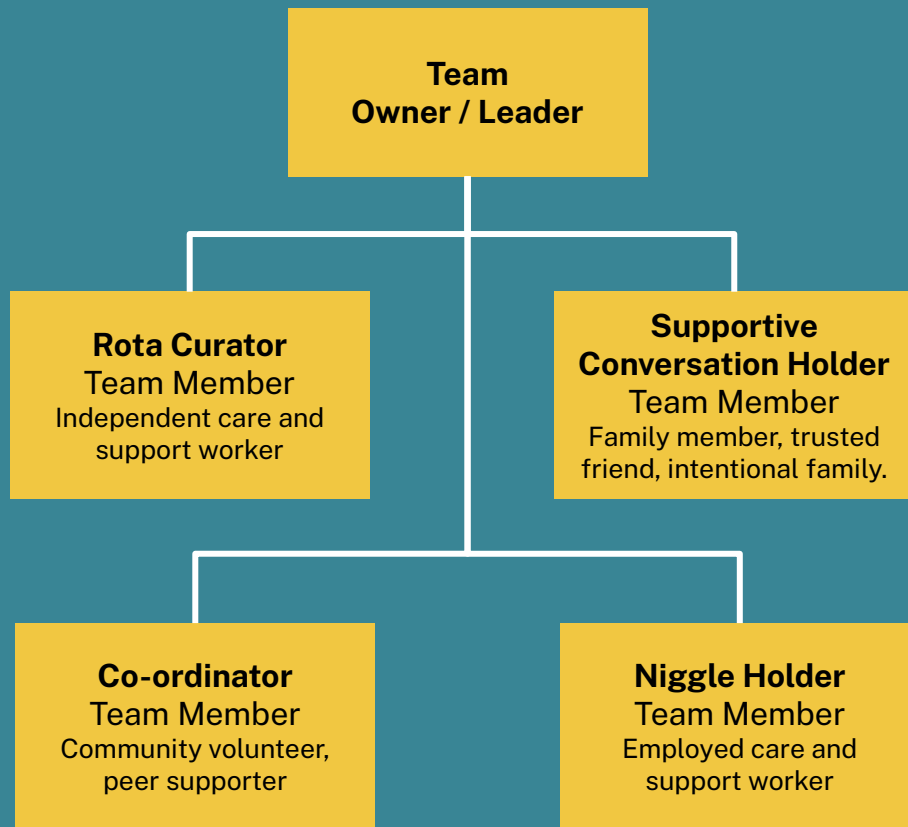 Team
Owner / Leader
Rota Curator
Team Member
Independent care and
support worker
Supportive
Conversation Holder
Team Member
Family member, trusted
friend, intentional family.
Co-ordinator
Team Member
Community volunteer,
peer supporter
Niggle Holder
Team Member
Employed care and
support worker